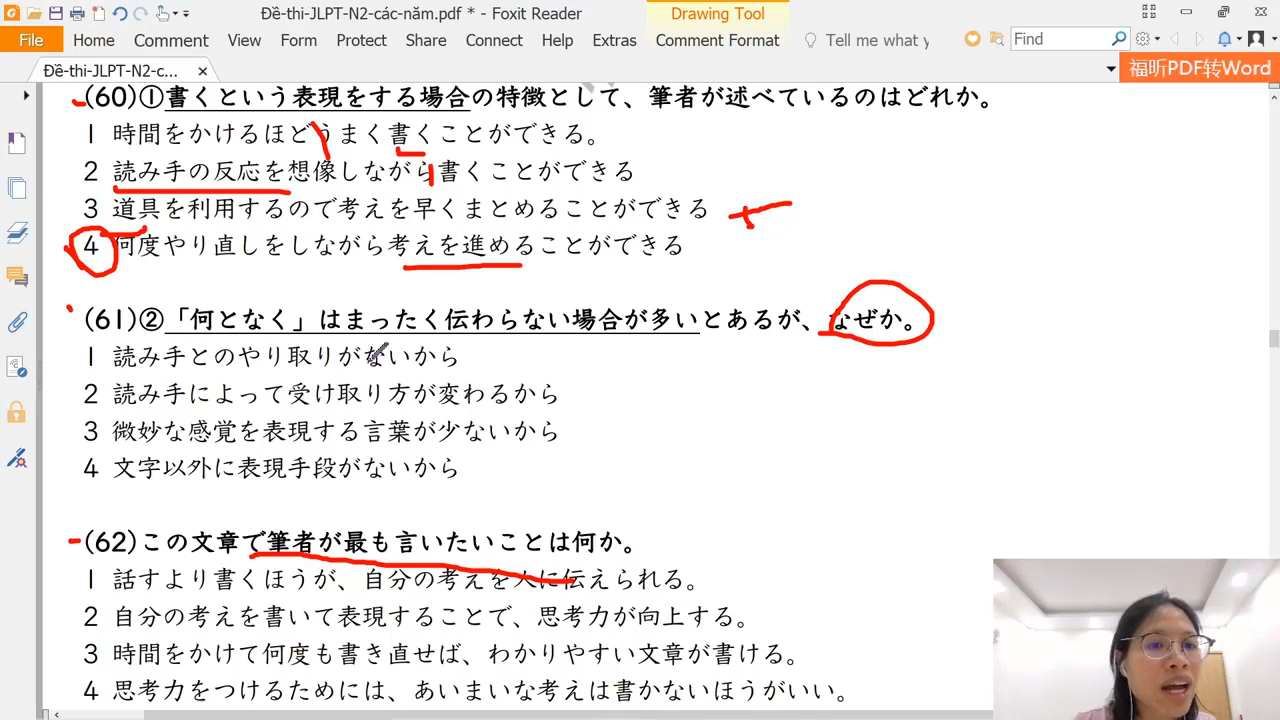 Đề-thi-JLPT-N2-các-năm.pdf * - Foxit Reader
Drawing Tool
File Home Comment View Form Protect Share Connect Help Extras Comment Format Tell me what y Find
Đề-thi-JLPT-N2-c...
福昕PDF转Word
(60)①書くという表現をする場合の特徴として、筆者が述べているのはどれか。
1 時間をかけるほどうまく書くことができる。
2 読み手の反応を想像しながら書くことができる
3 道具を利用するので考えを早くまとめることができる
4 何度やり直しをしながら考えを進めることができる
(61)②「何となく」はまったく伝わらない場合が多いとあるが、なぜか。
1 読み手とのやり取りがないから
2 読み手によって受け取り方が変わるから
3 微妙な感覚を表現する言葉が少ないから
4 文字以外に表現手段がないから
(62)この文章で筆者が最も言いたいことは何か。
1 話すより書くほうが、自分の考えを人に伝えられる。
2 自分の考えを書いて表現することで、思考力が向上する。
3 時間をかけて何度も書き直せば、わかりやすい文章が書ける。
4 思考力をつけるためには、あいまいな考えは書かないほうがいい。